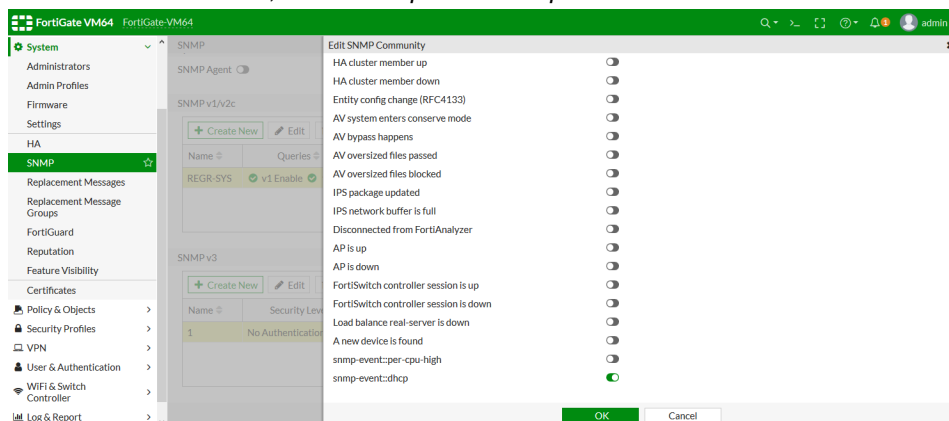 FortiGate VM64 FortiGate-VM64
admin
System
Administrators
Admin Profiles
Firmware
Settings
HA
SNMP
Replacement Messages
Replacement Message
Groups
FortiGuard
Reputation
Feature Visibility
Certificates
Policy & Objects
Security Profiles
VPN
User & Authentication
WiFi & Switch
Controller
Log & Report
SNMP
SNMP Agent
SNMP v1/v2c
Create New Edit
Name Queries
REGR-SYS v1 Enable
SNMP v3
Create New Edit
Name Security Leve
1 No Authentication
Edit SNMP Community
HA cluster member up
HA cluster member down
Entity config change (RFC4133)
AV system enters conserve mode
AV bypass happens
AV oversized files passed
AV oversized files blocked
IPS package updated
IPS network buffer is full
Disconnected from FortiAnalyzer
AP is up
AP is down
FortiSwitch controller session is up
FortiSwitch controller session is down
Load balance real-server is down
A new device is found
snmp-event::per-cpu-high
snmp-event::dhcp
OK Cancel